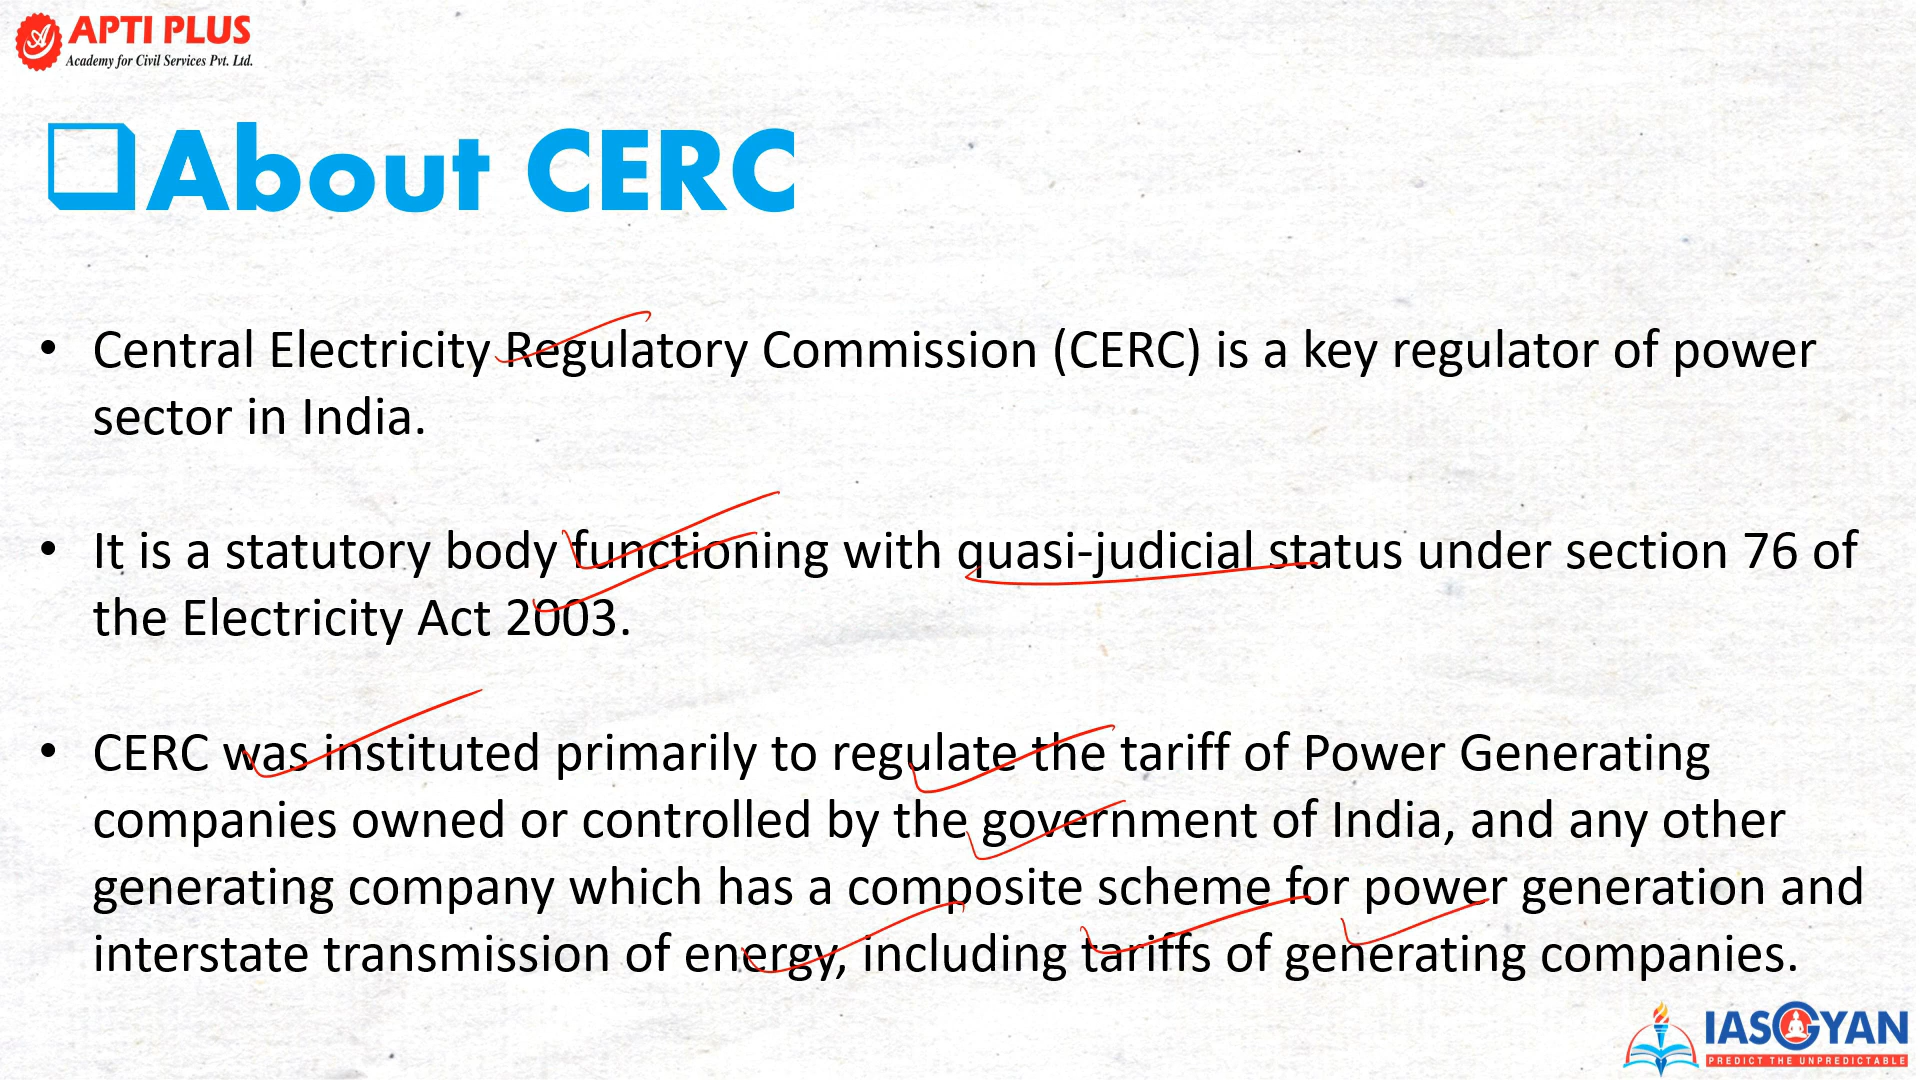 APTI PLUS
Academy for Civil Services Pvt. Ltd.
About CERC
• Central Electricity Regulatory Commission (CERC) is a key regulator of power
sector in India.
• It is a statutory body functioning with quasi-judicial status under section 76 of
the Electricity Act 2003.
• CERC was instituted primarily to regulate the tariff of Power Generating
companies owned or controlled by the government of India, and any other
generating company which has a composite scheme for power generation and
interstate transmission of energy, including tariffs of generating companies.
IASGYAN
PREDICT THE UNPREDICTABLE